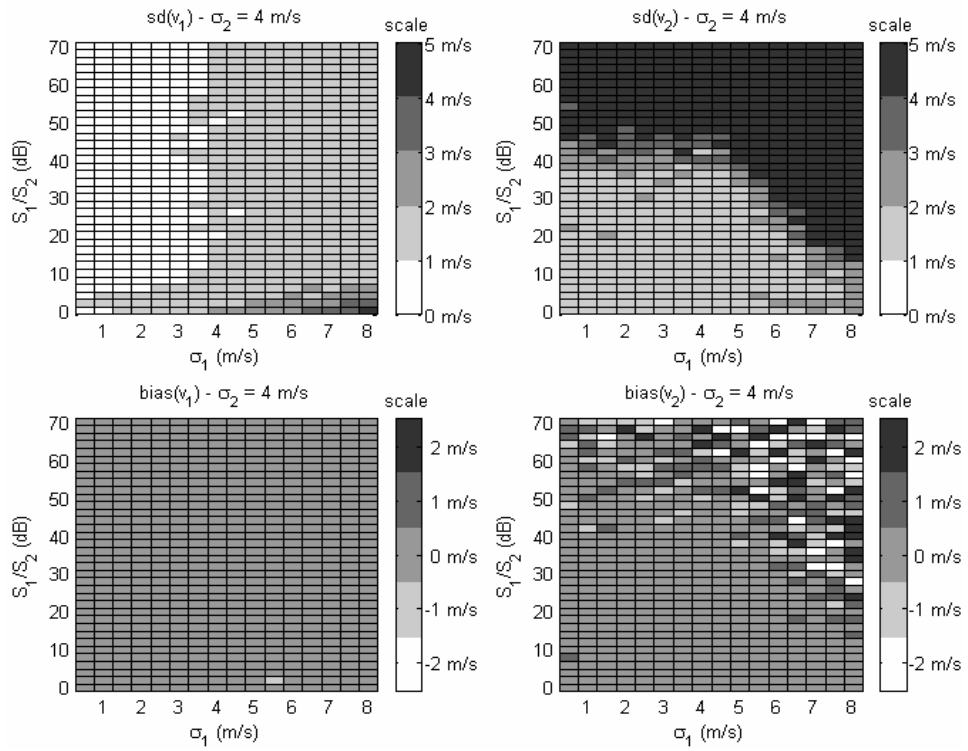 sd(v₁) - σ₂ = 4 m/s
scale
70
60
50
40
30
20
10
0
S₁/S₂ (dB)
1 2 3 4 5 6 7 8
σ₁ (m/s)
5 m/s
4 m/s
3 m/s
2 m/s
1 m/s
0 m/s
sd(v₂) - σ₂ = 4 m/s
scale
70
60
50
40
30
20
10
0
S₁/S₂ (dB)
1 2 3 4 5 6 7 8
σ₁ (m/s)
5 m/s
4 m/s
3 m/s
2 m/s
1 m/s
0 m/s
bias(v₁) - σ₂ = 4 m/s
scale
70
60
50
40
30
20
10
0
S₁/S₂ (dB)
1 2 3 4 5 6 7 8
σ₁ (m/s)
2 m/s
1 m/s
0 m/s
-1 m/s
-2 m/s
bias(v₂) - σ₂ = 4 m/s
scale
70
60
50
40
30
20
10
0
S₁/S₂ (dB)
1 2 3 4 5 6 7 8
σ₁ (m/s)
2 m/s
1 m/s
0 m/s
-1 m/s
-2 m/s